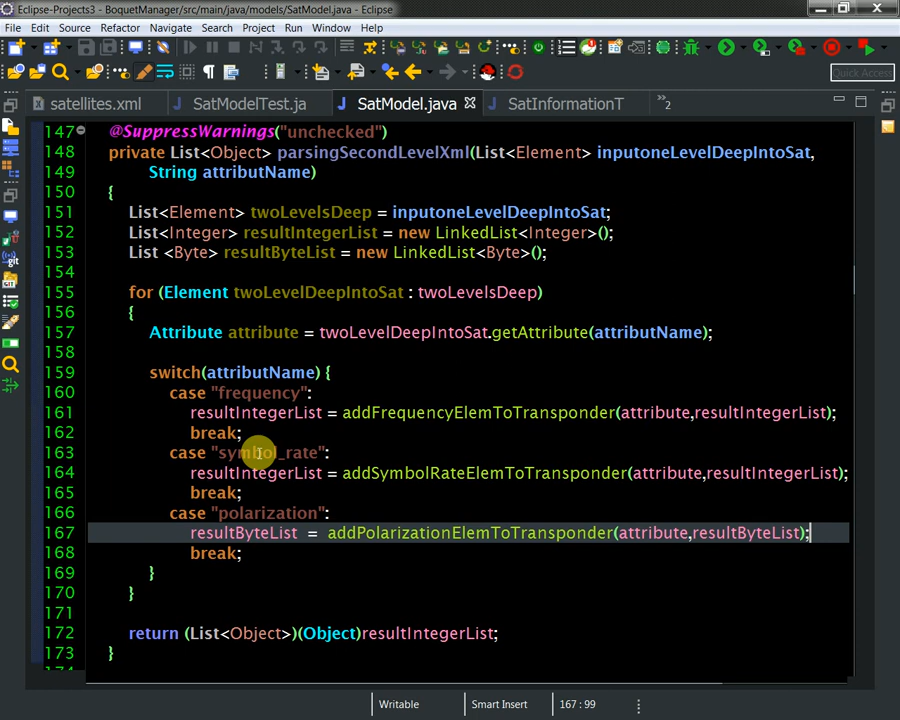 Eclipse-Projects3 - BoquetManager/src/main/java/models/SatModel.java - Eclipse
File Edit Source Refactor Navigate Search Project Run Window Help
Quick Access
satellites.xml SatModelTest.ja SatModel.java SatInformationT »2
147 @SuppressWarnings("unchecked")
148 private List<Object> parsingSecondLevelXml(List<Element> inputoneLevelDeepIntoSat,
149 String attributName)
150 {
151 List<Element> twoLevelsDeep = inputoneLevelDeepIntoSat;
152 List<Integer> resultIntegerList = new LinkedList<Integer>();
153 List <Byte> resultByteList = new LinkedList<Byte>();
154
155 for (Element twoLevelDeepIntoSat : twoLevelsDeep)
156 {
157 Attribute attribute = twoLevelDeepIntoSat.getAttribute(attributName);
158
159 switch(attributName) {
160 case "frequency":
161 resultIntegerList = addFrequencyElemToTransponder(attribute,resultIntegerList);
162 break;
163 case "symbol_rate":
164 resultIntegerList = addSymbolRateElemToTransponder(attribute,resultIntegerList);
165 break;
166 case "polarization":
167 resultByteList = addPolarizationElemToTransponder(attribute,resultByteList);
168 break;
169 }
170 }
171
172 return (List<Object>)(Object)resultIntegerList;
173 }
174
Writable Smart Insert 167 : 99